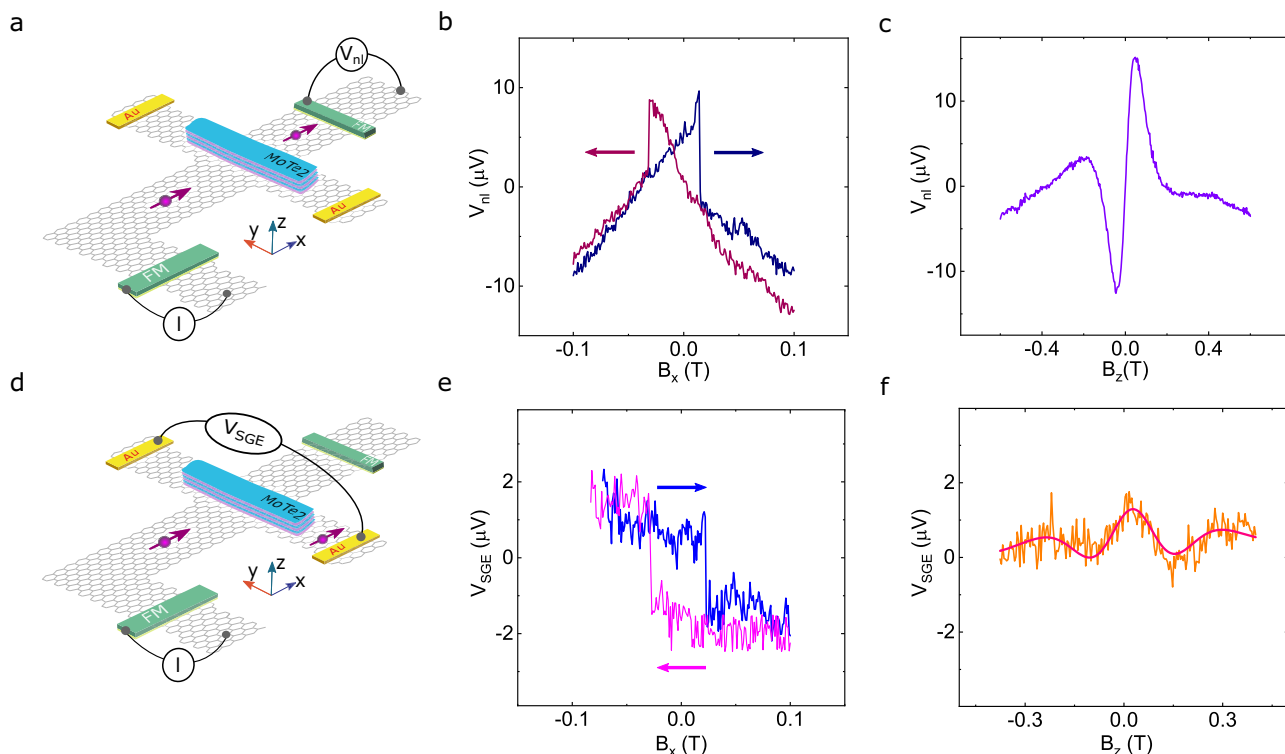 a
V_nl
Au
FM
MoTe2
Au
z
y
x
FM
I
b
10
0
-10
V_nl (μV)
-0.1
0.0
0.1
B_x (T)
c
10
0
-10
V_nl (μV)
-0.4
0.0
0.4
B_z(T)
d
V_SGE
Au
MoTe2
Au
z
y
x
FM
I
e
2
0
-2
V_SGE (μV)
-0.1
0.0
0.1
B_x (T)
f
2
0
-2
V_SGE (μV)
-0.3
0.0
0.3
B_z (T)